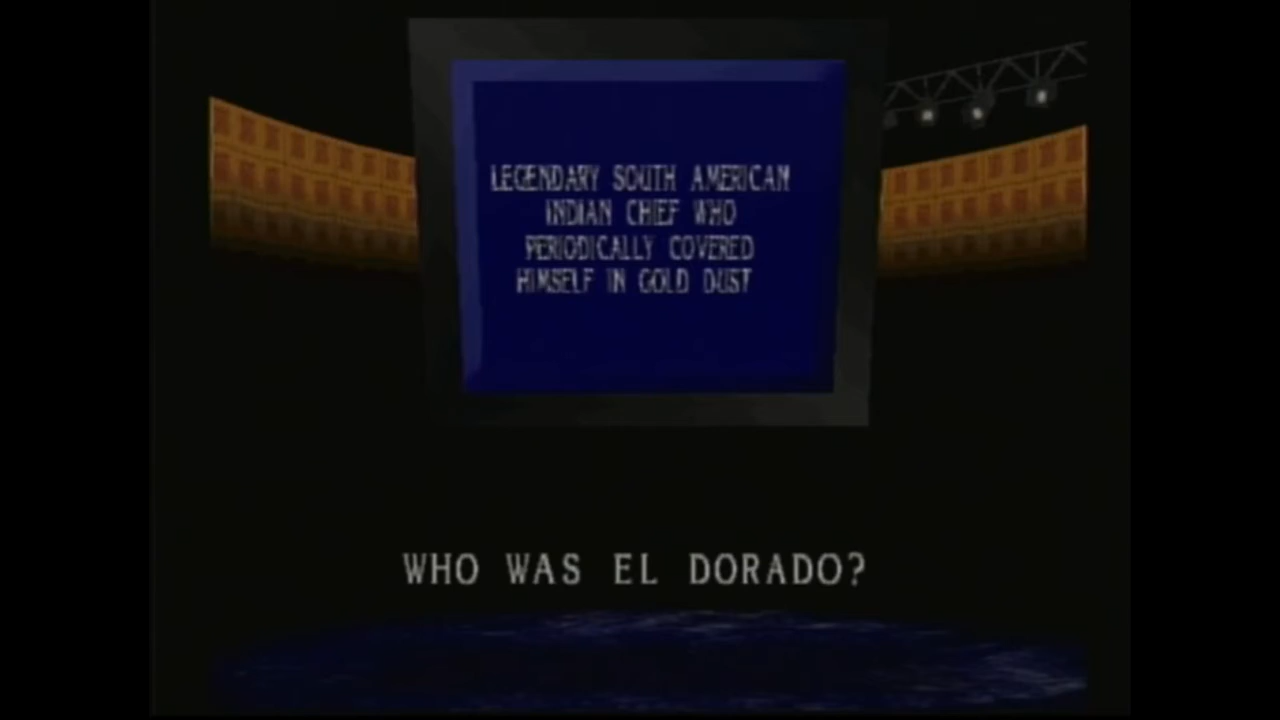 LEGENDARY SOUTH AMERICAN
INDIAN CHIEF WHO
PERIODICALLY COVERED
HIMSELF IN GOLD DUST
WHO WAS EL DORADO?